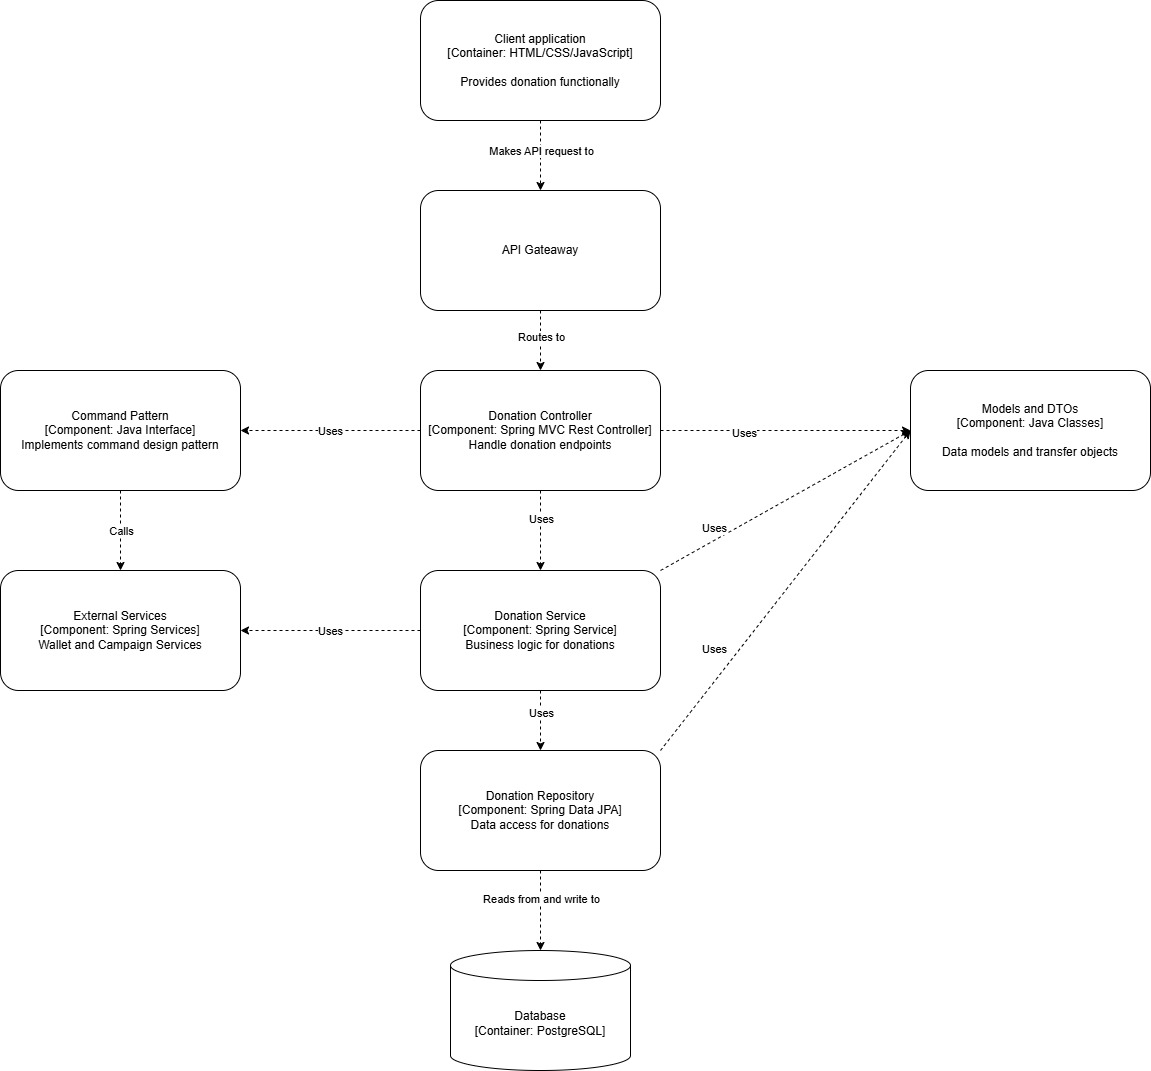 Client application
[Container: HTML/CSS/JavaScript]
Provides donation functionally
Makes API request to
API Gateaway
Routes to
Command Pattern
[Component: Java Interface]
Implements command design pattern
Uses
Donation Controller
[Component: Spring MVC Rest Controller]
Handle donation endpoints
Uses
Models and DTOs
[Component: Java Classes]
Data models and transfer objects
Calls
Uses
Uses
External Services
[Component: Spring Services]
Wallet and Campaign Services
Uses
Donation Service
[Component: Spring Service]
Business logic for donations
Uses
Uses
Donation Repository
[Component: Spring Data JPA]
Data access for donations
Reads from and write to
Database
[Container: PostgreSQL]